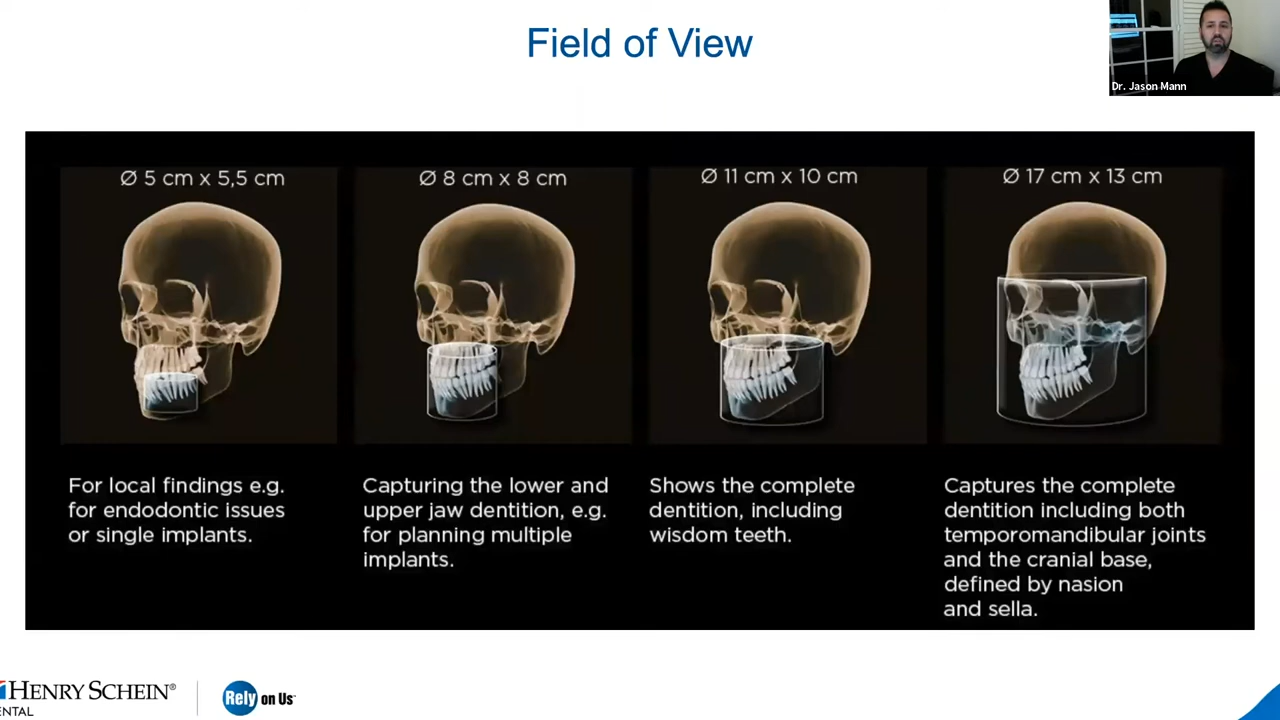 Field of View
Dr. Jason Mann
Ø 5 cm x 5,5 cm
For local findings e.g.
for endodontic issues
or single implants.
Ø 8 cm x 8 cm
Capturing the lower and
upper jaw dentition, e.g.
for planning multiple
implants.
Ø 11 cm x 10 cm
Shows the complete
dentition, including
wisdom teeth.
Ø 17 cm x 13 cm
Captures the complete
dentition including both
temporomandibular joints
and the cranial base,
defined by nasion
and sella.
HENRY SCHEIN®
ENTAL
Rely on Us